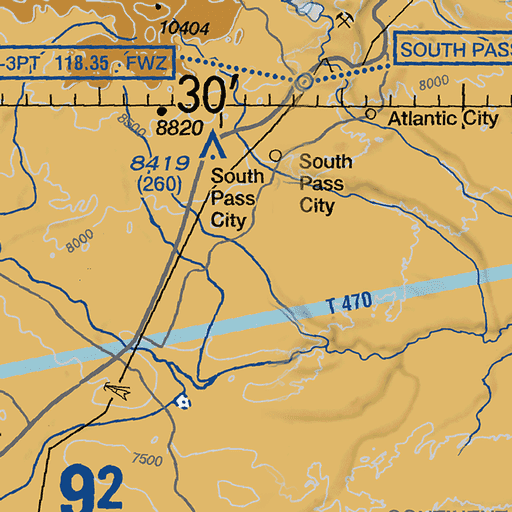 10404
-3PT 118.35 FWZ
SOUTH PASS
8000
30'
8500
8820
Atlantic City
8419
(260)
South
Pass
City
South
Pass
City
8000
T 470
7500
92